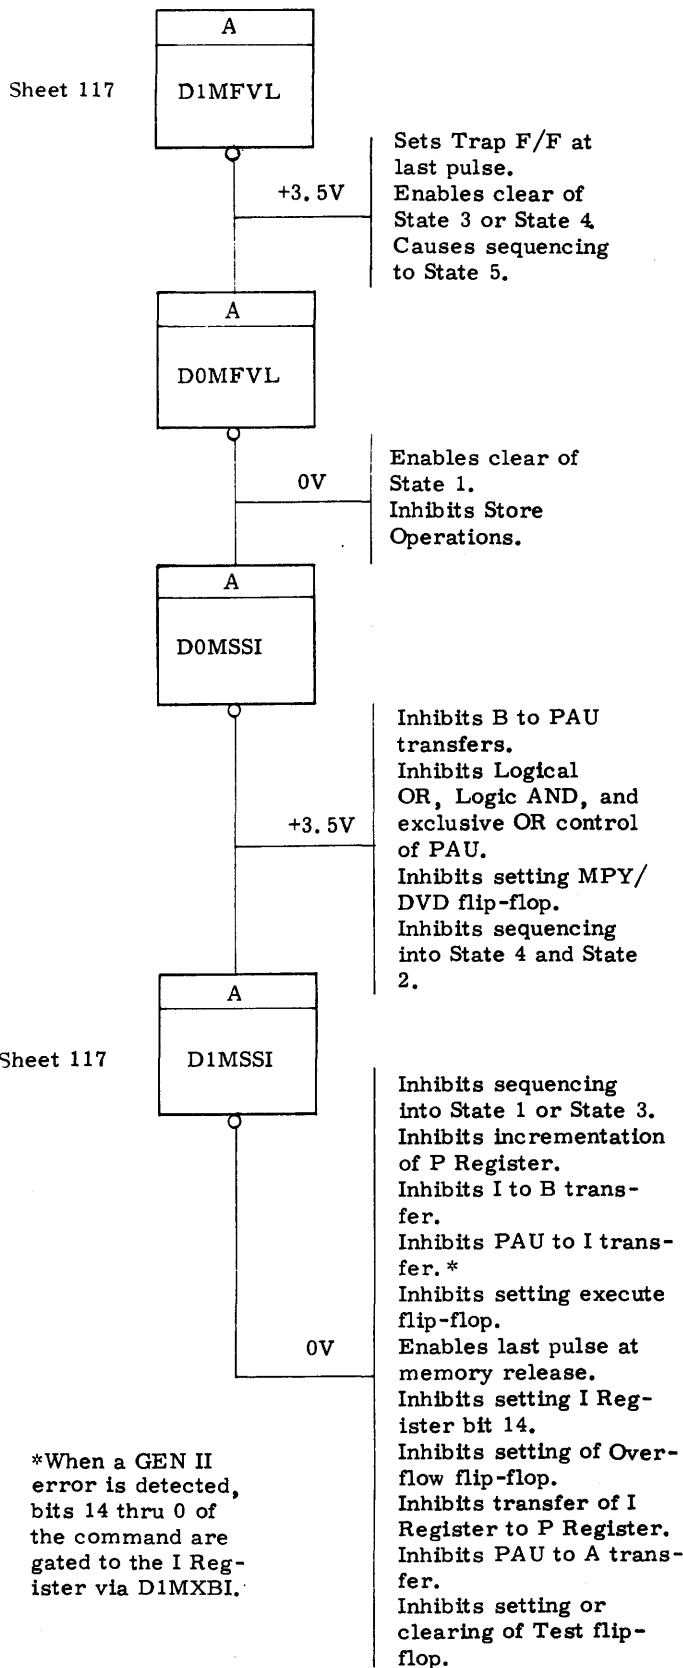 A
Sheet 117
D1MFVL
+3.5V
Sets Trap F/F at
last pulse.
Enables clear of
State 3 or State 4.
Causes sequencing
to State 5.
A
D0MFVL
0V
Enables clear of
State 1.
Inhibits Store
Operations.
A
D0MSSI
+3.5V
Inhibits B to PAU
transfers.
Inhibits Logical
OR, Logic AND, and
exclusive OR control
of PAU.
Inhibits setting MPY/
DVD flip-flop.
Inhibits sequencing
into State 4 and State
2.
A
Sheet 117
D1MSSI
0V
Inhibits sequencing
into State 1 or State 3.
Inhibits incrementation
of P Register.
Inhibits I to B trans-
fer.
Inhibits PAU to I trans-
fer. *
Inhibits setting execute
flip-flop.
Enables last pulse at
memory release.
Inhibits setting I Reg-
ister bit 14.
Inhibits setting of Over-
flow flip-flop.
Inhibits transfer of I
Register to P Register.
Inhibits PAU to A trans-
fer.
Inhibits setting or
clearing of Test flip-
flop.
*When a GEN II
error is detected,
bits 14 thru 0 of
the command are
gated to the I Reg-
ister via D1MXBI.